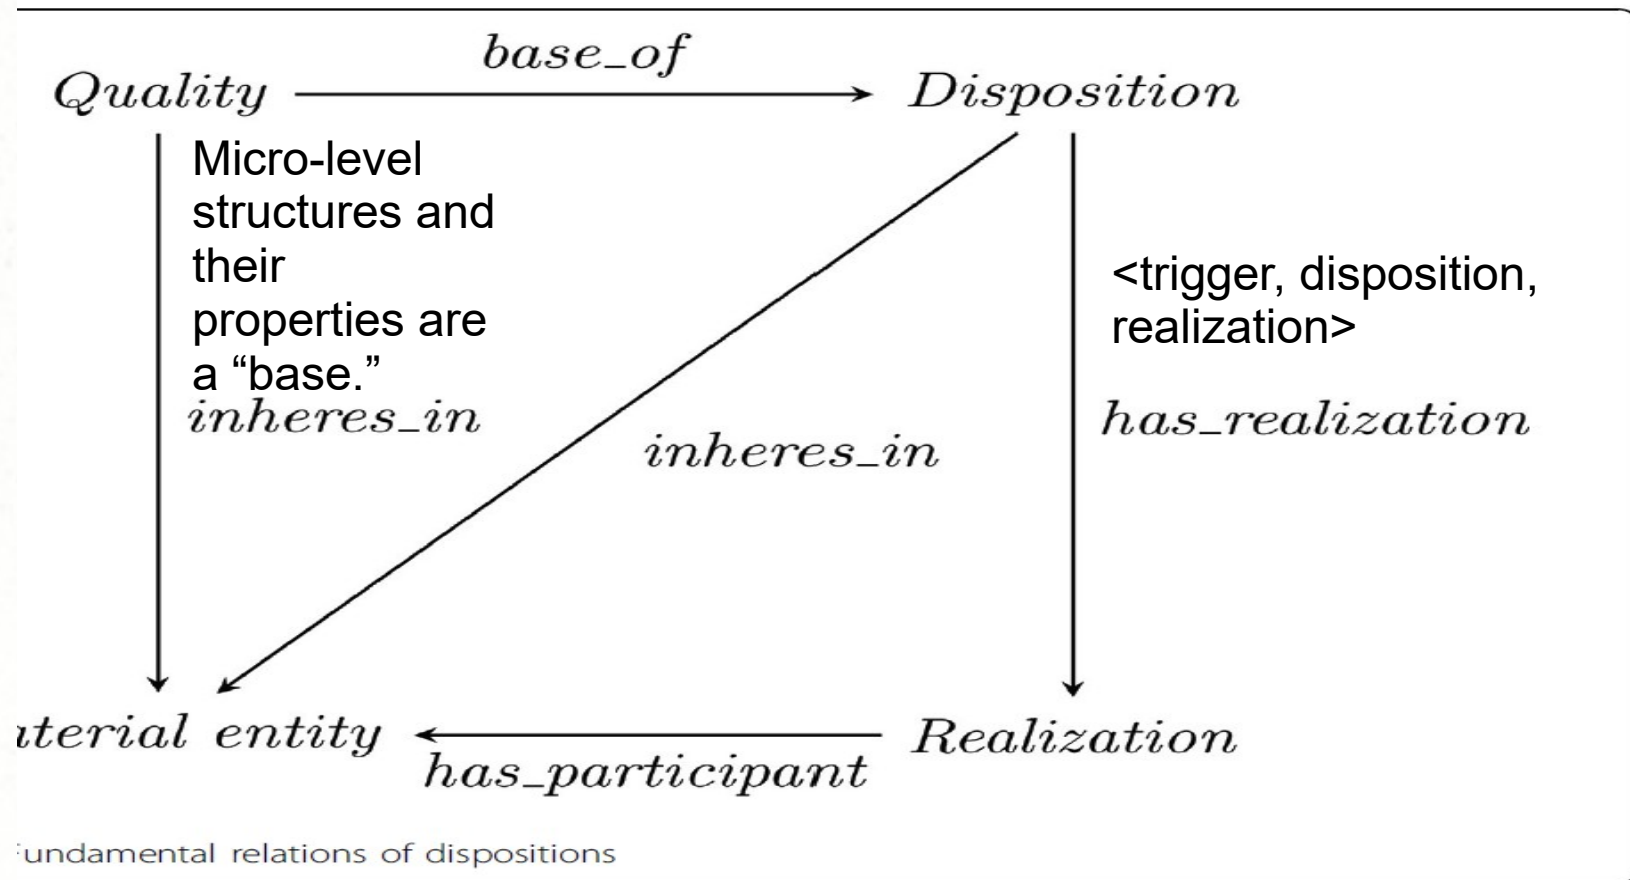 base_of
Quality
Disposition
Micro-level
structures and
their
properties are
a “base.”
inheres_in
<trigger, disposition,
realization>
has_realization
inheres_in
aterial entity
Realization
has_participant
undamental relations of dispositions